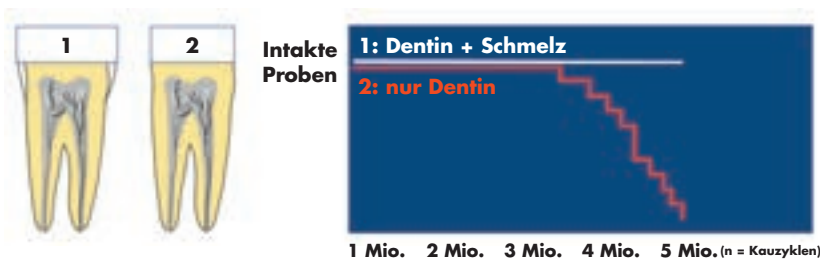 1
2
Intakte
Proben
1: Dentin + Schmelz
2: nur Dentin
1 Mio. 2 Mio. 3 Mio. 4 Mio. 5 Mio. (n = Kauzyklen)